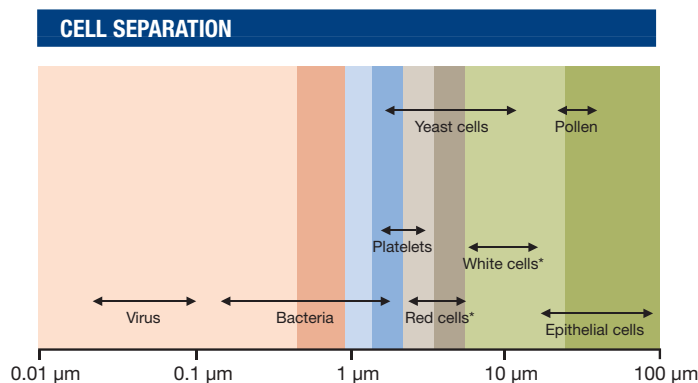 CELL SEPARATION
Yeast cells
Pollen
Platelets
White cells*
Virus
Bacteria
Red cells*
Epithelial cells
0.01 µm
0.1 µm
1 µm
10 µm
100 µm